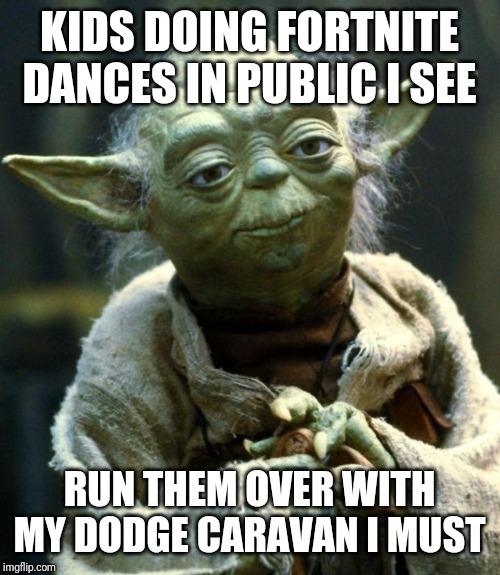 KIDS DOING FORTNITE
DANCES IN PUBLIC I SEE
RUN THEM OVER WITH
MY DODGE CARAVAN I MUST
imgflip.com